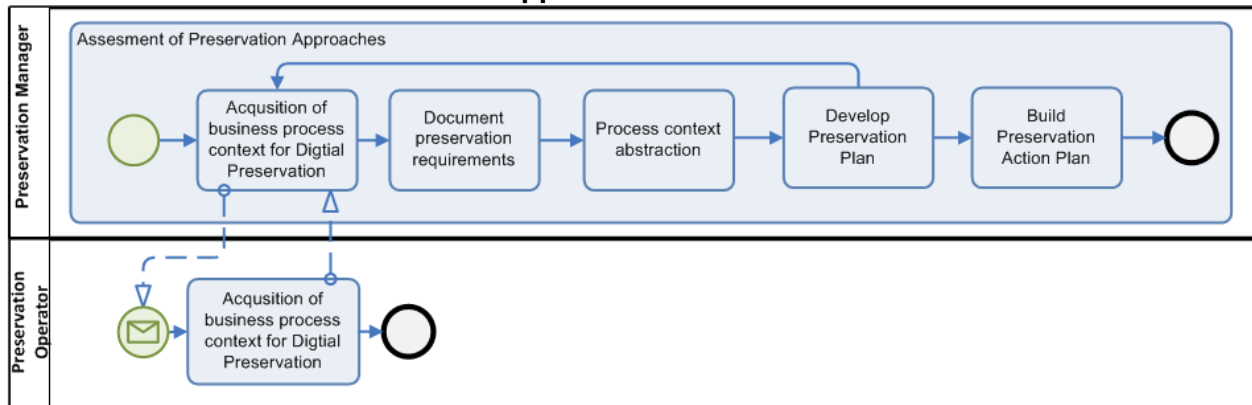 Preservation Manager
Assesment of Preservation Approaches
Acqusition of
business process
context for Digtial
Preservation
Document
preservation
requirements
Process context
abstraction
Develop
Preservation
Plan
Build
Preservation
Action Plan
Preservation
Operator
Acqusition of
business process
context for Digtial
Preservation